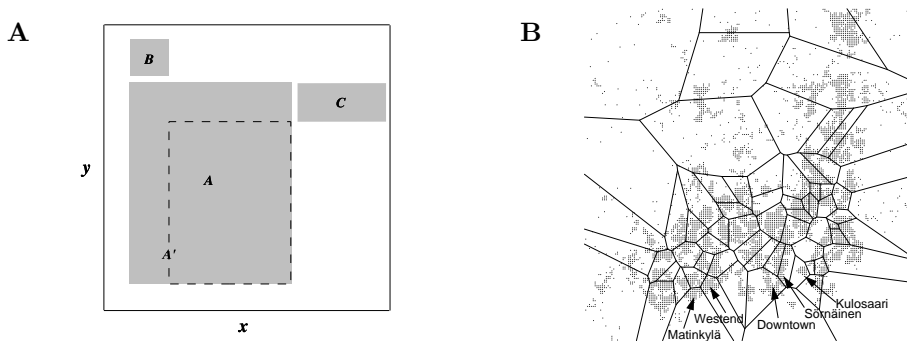 A
B
C
y
A
A'
x
B
Kulosaari
Sörnäinen
Westend
Downtown
Matinkylä